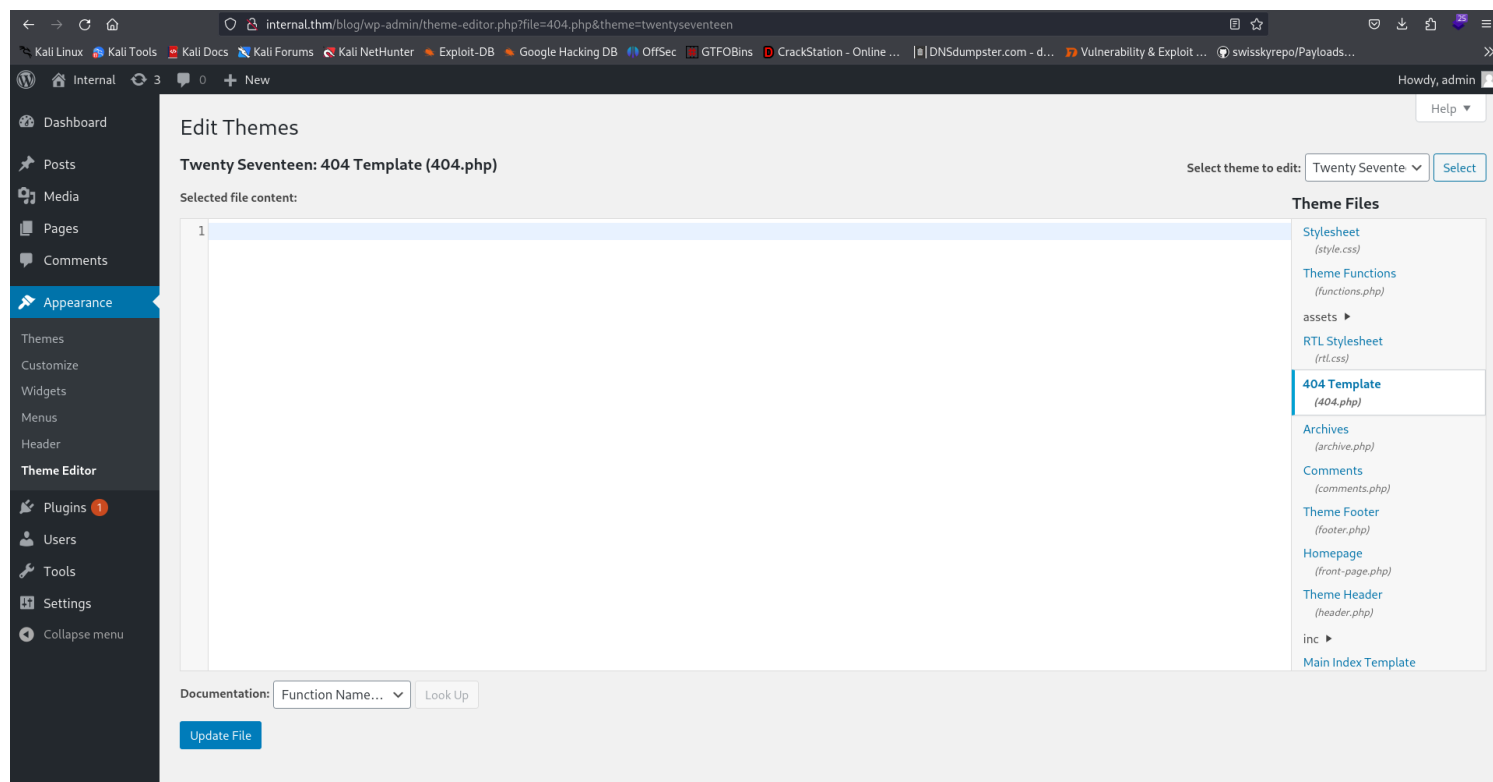 internal.thm/blog/wp-admin/theme-editor.php?file=404.php&theme=twentyseventeen
25
Kali Linux Kali Tools Kali Docs Kali Forums Kali NetHunter Exploit-DB Google Hacking DB OffSec GTFOBins CrackStation - Online ... DNSdumpster.com - d... Vulnerability & Exploit ... swisskyrepo/Payloads...
Internal 3 0 + New Howdy, admin
Help
Dashboard
Posts
Media
Pages
Comments
Appearance
Themes
Customize
Widgets
Menus
Header
Theme Editor
Plugins 1
Users
Tools
Settings
Collapse menu
Edit Themes
Twenty Seventeen: 404 Template (404.php)
Select theme to edit: Twenty Sevente Select
Selected file content:
1
Theme Files
Stylesheet
(style.css)
Theme Functions
(functions.php)
assets
RTL Stylesheet
(rtl.css)
404 Template
(404.php)
Archives
(archive.php)
Comments
(comments.php)
Theme Footer
(footer.php)
Homepage
(front-page.php)
Theme Header
(header.php)
inc
Main Index Template
Documentation: Function Name... Look Up
Update File